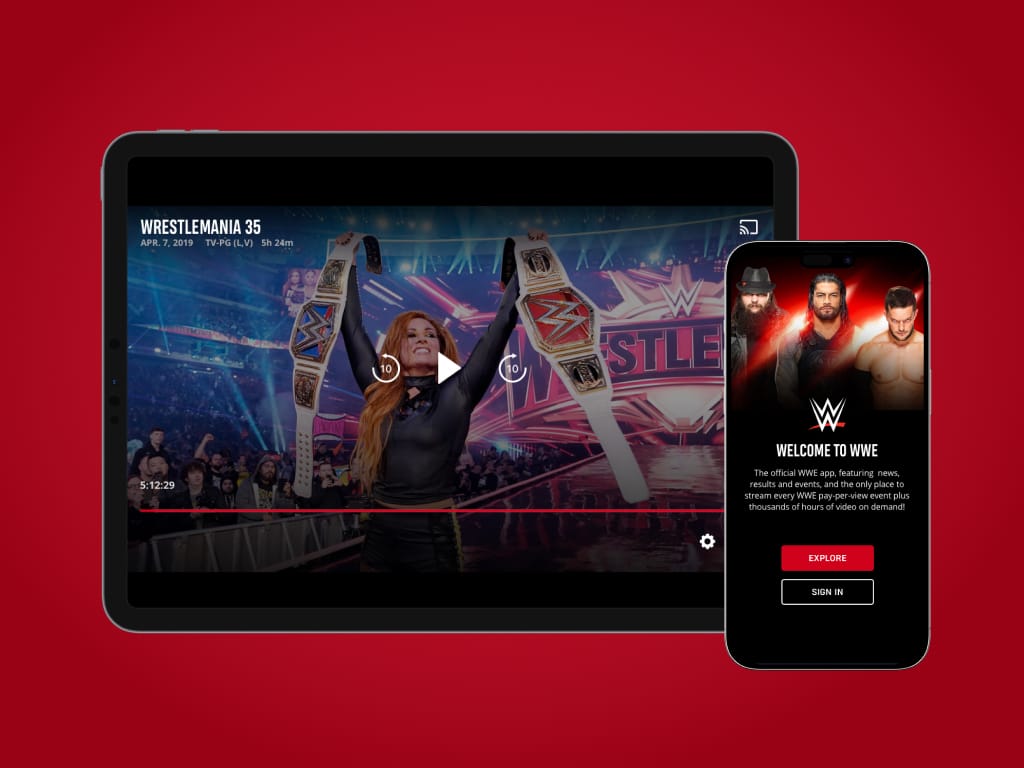 WRESTLEMANIA 35
APR. 7, 2019 TV-PG (L,V) 5h 24m
WRESTLE
10
10
5:12:29
W
WELCOME TO WWE
The official WWE app, featuring news,
results and events, and the only place to
stream every WWE pay-per-view event plus
thousands of hours of video on demand!
EXPLORE
SIGN IN